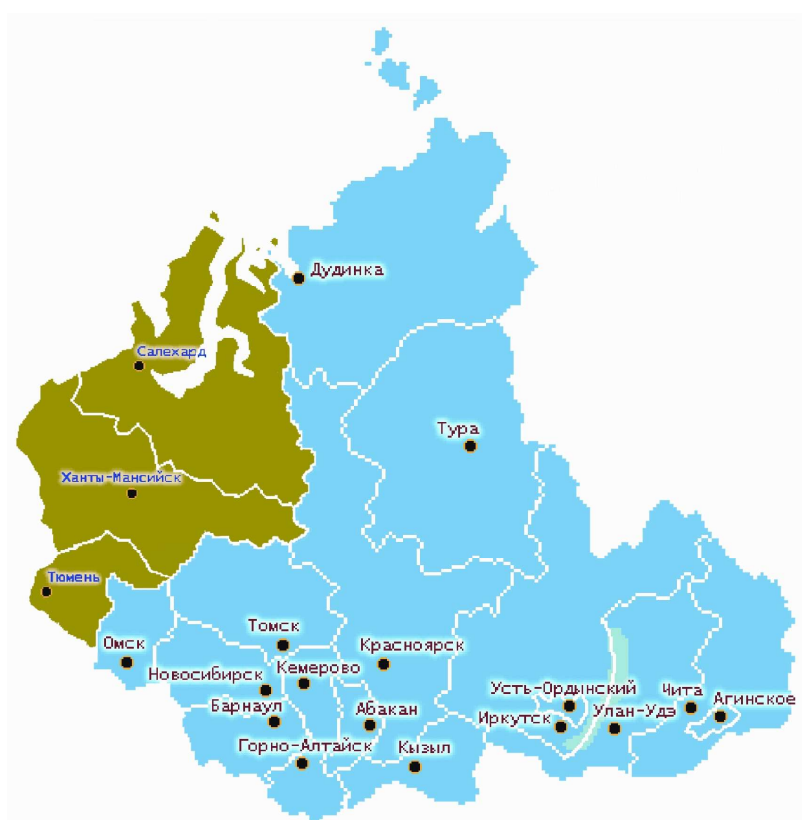 Дудинка
Салехард
Тура
Ханты-Мансийск
Тюмень
Томск
Омск
Красноярск
Кемерово
Новосибирск
Усть-Ордынский
Чита
Агинское
Барнаул
Абакан
Иркутск
Улан-Удэ
Горно-Алтайск
Кызыл